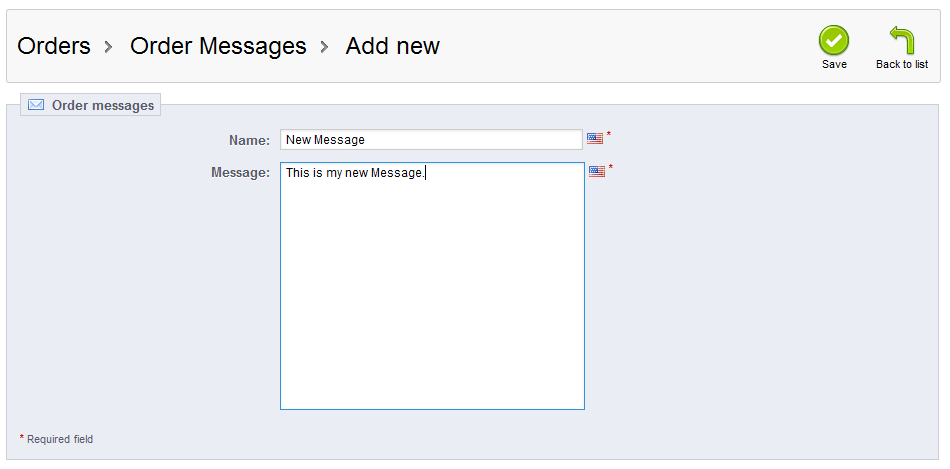 Orders > Order Messages > Add new
Save
Back to list
Order messages
Name: New Message *
Message: This is my new Message. *
* Required field